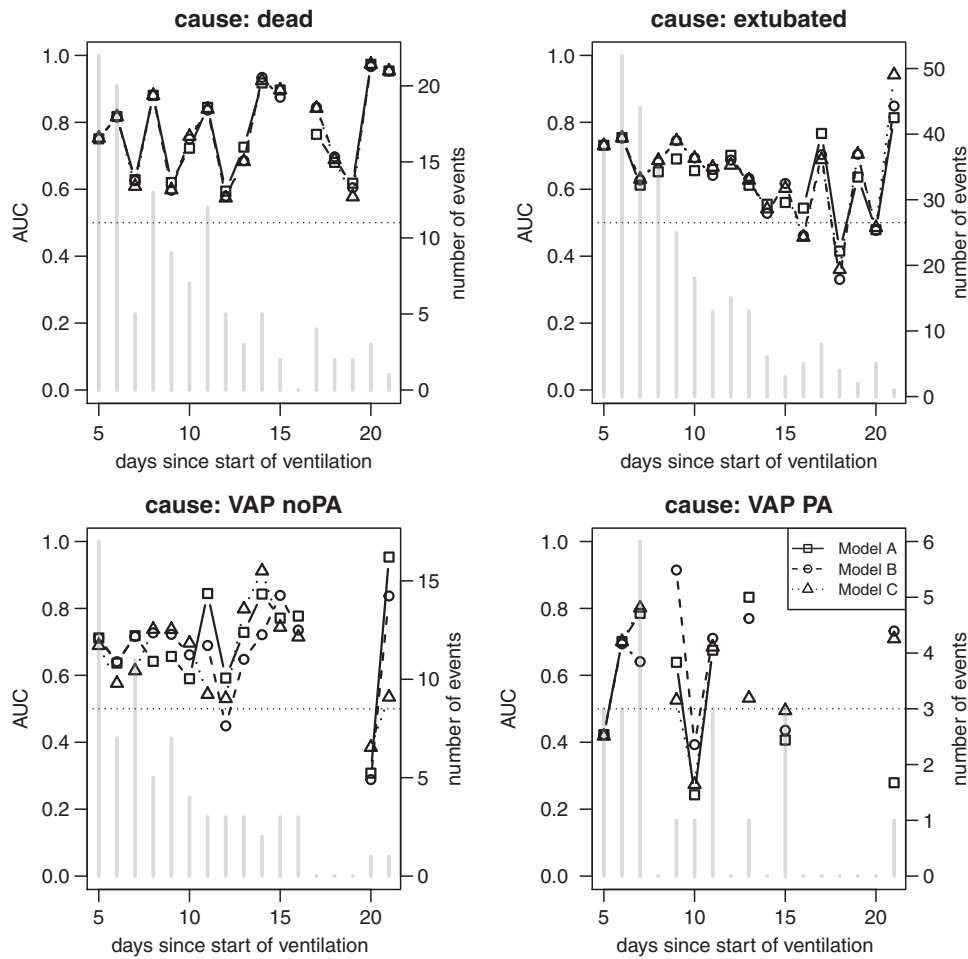 cause: dead
1.0
0.8
0.6
0.4
0.2
0.0
AUC
20
15
10
5
0
number of events
5 10 15 20
days since start of ventilation
cause: extubated
1.0
0.8
0.6
0.4
0.2
0.0
AUC
50
40
30
20
10
0
number of events
5 10 15 20
days since start of ventilation
cause: VAP noPA
1.0
0.8
0.6
0.4
0.2
0.0
AUC
15
10
5
0
number of events
5 10 15 20
days since start of ventilation
cause: VAP PA
Model A
Model B
Model C
1.0
0.8
0.6
0.4
0.2
0.0
AUC
6
5
4
3
2
1
0
number of events
5 10 15 20
days since start of ventilation